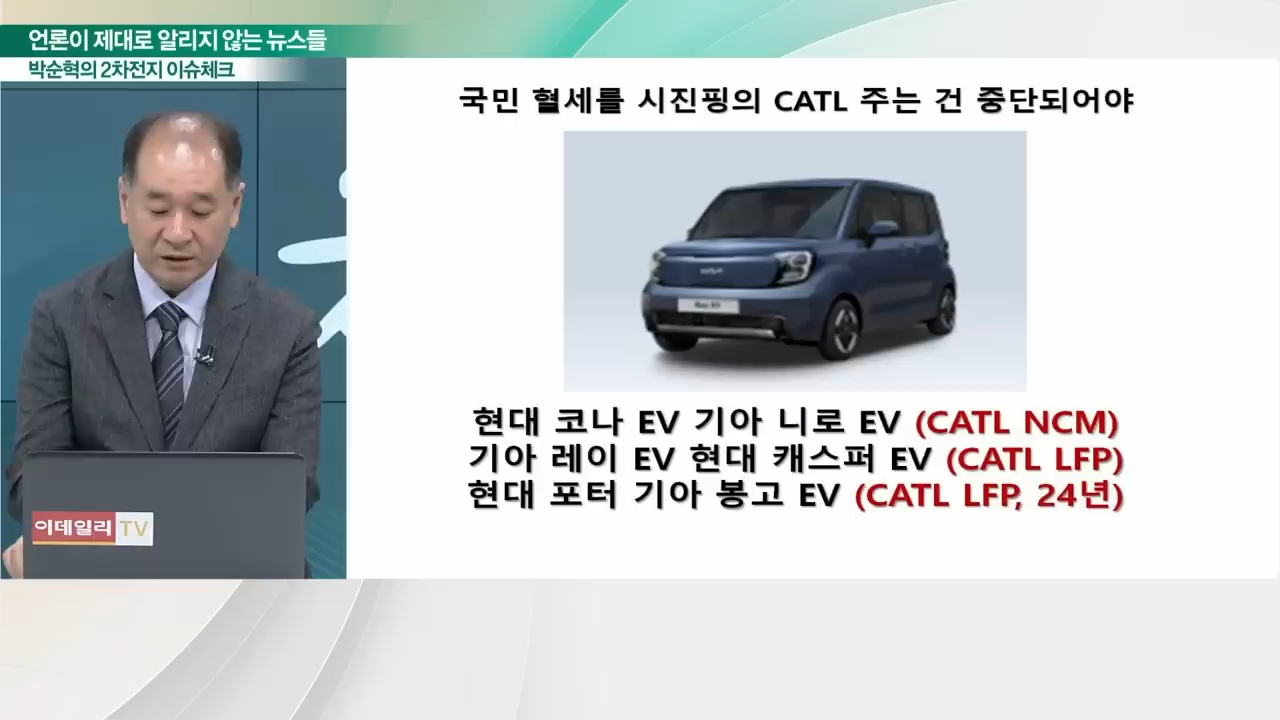 언론이 제대로 알리지 않는 뉴스들
박순혁의 2차전지 이슈체크
국민 혈세를 시진핑의 CATL 주는 건 중단되어야
Ray EV
현대 코나 EV 기아 니로 EV (CATL NCM)
기아 레이 EV 현대 캐스퍼 EV (CATL LFP)
현대 포터 기아 봉고 EV (CATL LFP, 24년)
이데일리 TV